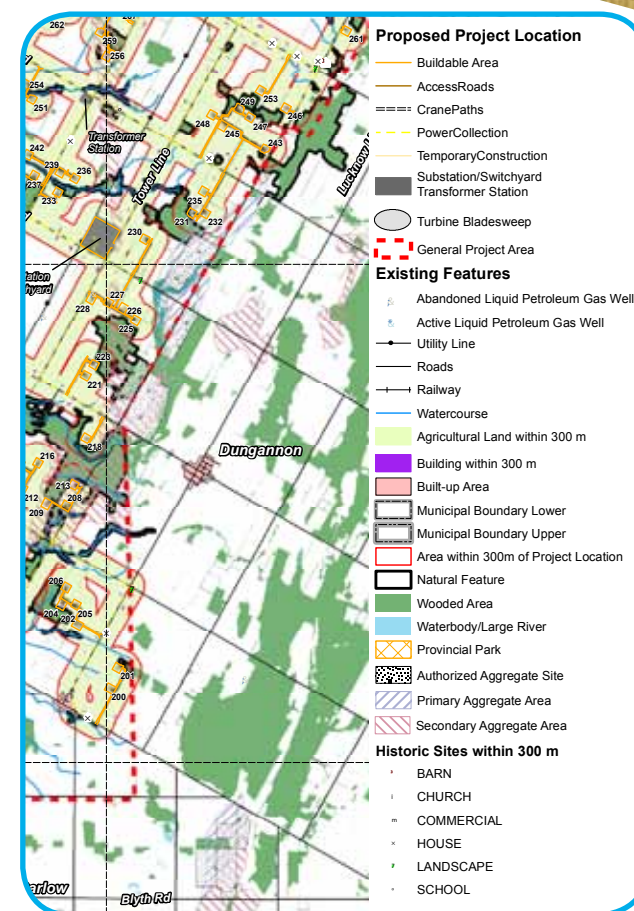 262
259
256
261
254
251
253
249
246
248
247
245
243
Transformer
Station
242
239
236
237
233
Tower Line
Lucknow
235
231
232
230
228
227
226
225
223
221
218
216
213
212
208
209
206
205
204
202
201
200
Dungannon
Blyth Rd
Proposed Project Location
Buildable Area
AccessRoads
CranePaths
PowerCollection
TemporaryConstruction
Substation/Switchyard
Transformer Station
Turbine Bladesweep
General Project Area
Existing Features
Abandoned Liquid Petroleum Gas Well
Active Liquid Petroleum Gas Well
Utility Line
Roads
Railway
Watercourse
Agricultural Land within 300 m
Building within 300 m
Built-up Area
Municipal Boundary Lower
Municipal Boundary Upper
Area within 300m of Project Location
Natural Feature
Wooded Area
Waterbody/Large River
Provincial Park
Authorized Aggregate Site
Primary Aggregate Area
Secondary Aggregate Area
Historic Sites within 300 m
BARN
CHURCH
COMMERCIAL
HOUSE
LANDSCAPE
SCHOOL